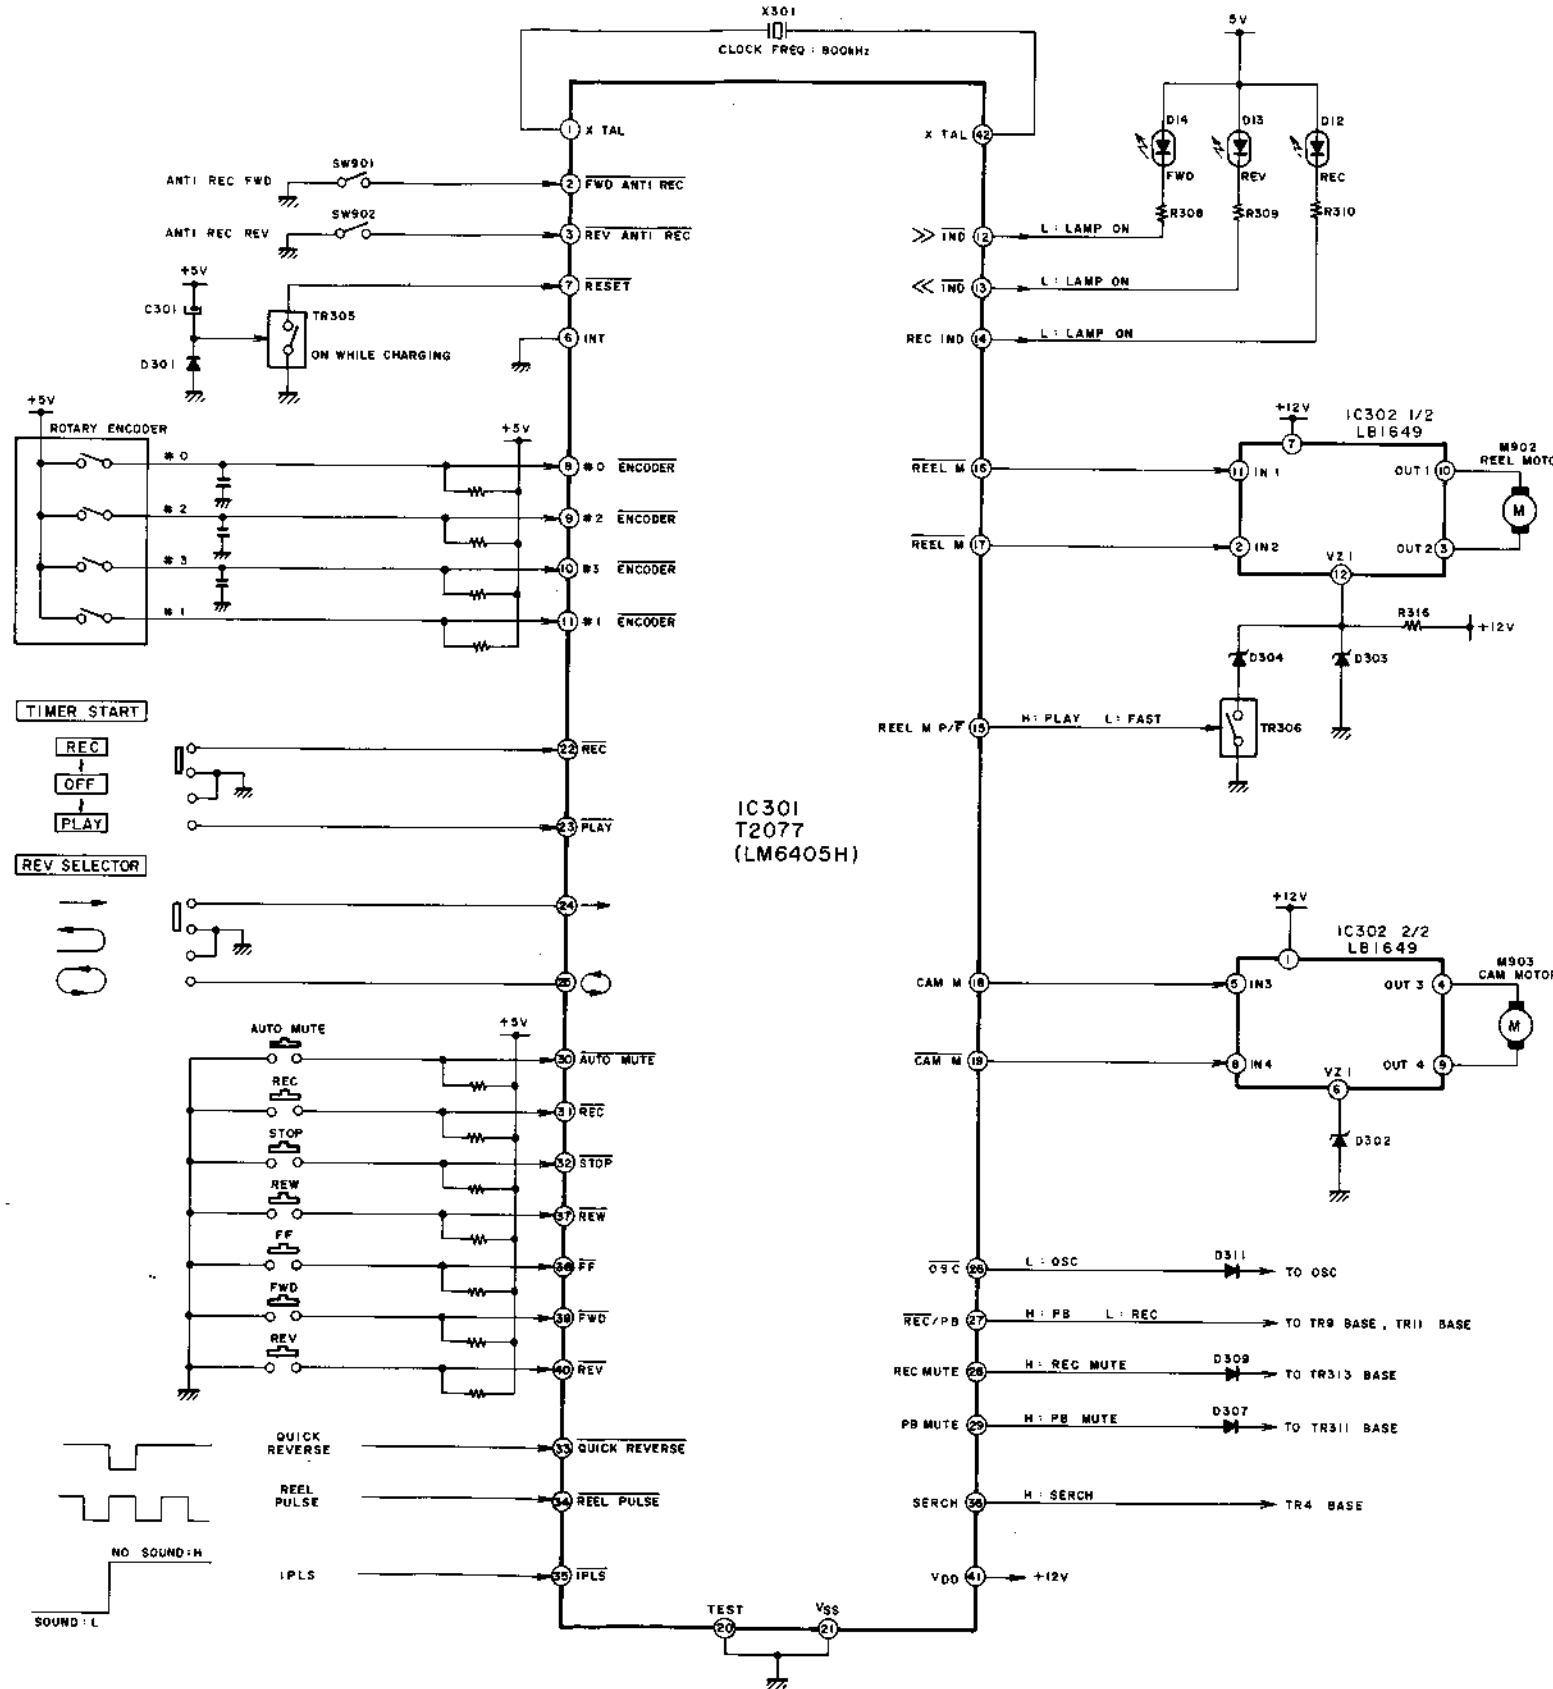 X301
CLOCK FREQ : 800kHz
5V
1 X TAL
X TAL 42
D14
D13
D12
FWD
REV
REC
R308
R309
R310
ANTI REC FWD
SW901
2 FWD ANTI REC
ANTI REC REV
SW902
3 REV ANTI REC
>> IND 12
L : LAMP ON
+5V
C301
TR305
7 RESET
<< IND 13
L : LAMP ON
D301
ON WHILE CHARGING
6 INT
REC IND 14
L : LAMP ON
+5V
ROTARY ENCODER
+5V
#0
8 #0 ENCODER
#2
9 #2 ENCODER
#3
10 #3 ENCODER
#1
11 #1 ENCODER
+12V
IC302 1/2
LB1649
7
M902
REEL MOTO
REEL M 16
11 IN 1
OUT 1 10
M
REEL M 17
2 IN2
OUT2 3
VZ 1
12
R316
+12V
D304
D303
REEL M P/F 15
H : PLAY L : FAST
TR306
TIMER START
REC
OFF
PLAY
22 REC
23 PLAY
IC301
T2077
(LM6405H)
REV SELECTOR
24
25
+12V
IC302 2/2
LB1649
1
M903
CAM MOTOR
CAM M 18
5 IN3
OUT 3 4
M
CAM M 19
8 IN4
OUT 4 9
VZ 1
6
D302
+5V
AUTO MUTE
30 AUTO MUTE
REC
31 REC
STOP
32 STOP
REW
37 REW
FF
38 FF
FWD
39 FWD
REV
40 REV
OSC 26
L : OSC
D311
TO OSC
REC/PB 27
H : PB L : REC
TO TR9 BASE , TR11 BASE
REC MUTE 28
H : REC MUTE
D309
TO TR313 BASE
PB MUTE 29
H : PB MUTE
D307
TO TR311 BASE
QUICK
REVERSE
33 QUICK REVERSE
REEL
PULSE
34 REEL PULSE
SERCH 36
H : SERCH
TR4 BASE
NO SOUND : H
IPLS
35 IPLS
SOUND : L
VDD 41
+12V
TEST
20
VSS
21